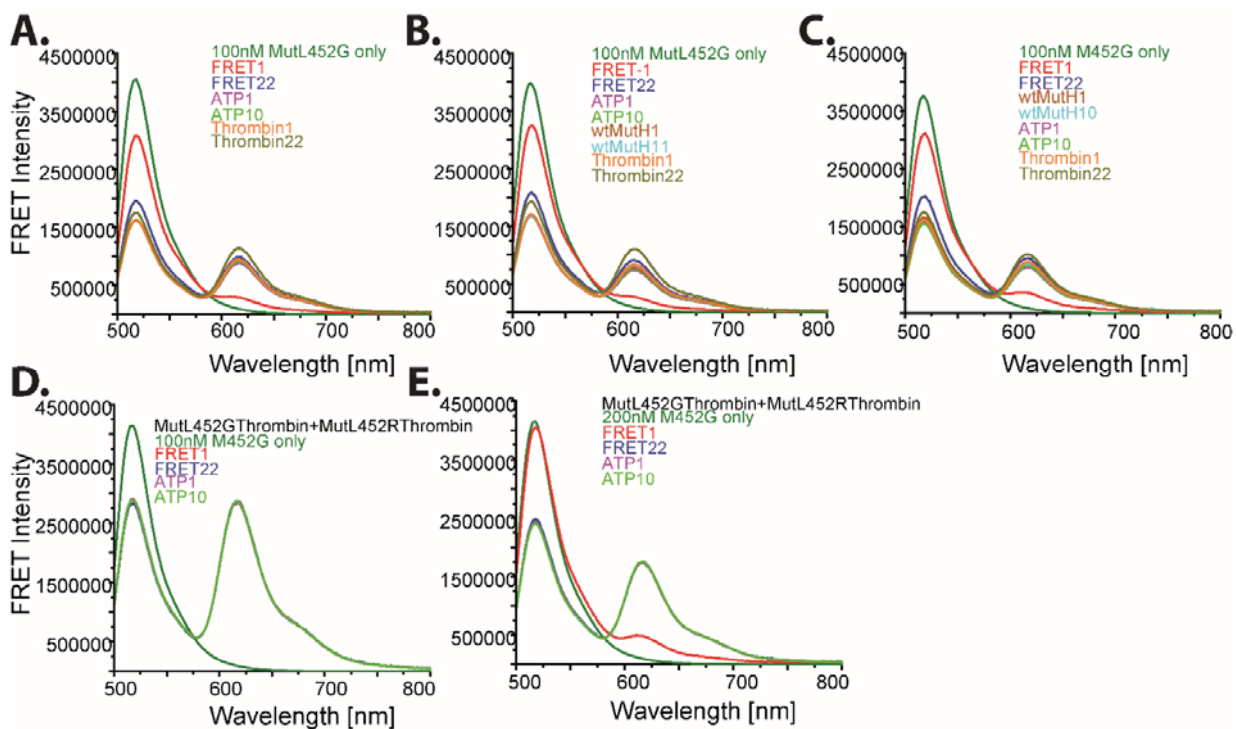 A.
100nM MutL452G only
FRET1
FRET22
ATP1
ATP10
Thrombin1
Thrombin22
4500000
3500000
2500000
1500000
500000
500
600
700
800
FRET Intensity
Wavelength [nm]
B.
100nM MutL452G only
FRET-1
FRET22
ATP1
ATP10
wtMutH1
wtMutH11
Thrombin1
Thrombin22
4500000
3500000
2500000
1500000
500000
500
600
700
800
Wavelength [nm]
C.
100nM M452G only
FRET1
FRET22
wtMutH1
wtMutH10
ATP1
ATP10
Thrombin1
Thrombin22
4500000
3500000
2500000
1500000
500000
500
600
700
800
Wavelength [nm]
D.
MutL452GThrombin+MutL452RThrombin
100nM M452G only
FRET1
FRET22
ATP1
ATP10
4500000
3500000
2500000
1500000
500000
500
600
700
800
FRET Intensity
Wavelength [nm]
E.
MutL452GThrombin+MutL452RThrombin
200nM M452G only
FRET1
FRET22
ATP1
ATP10
4500000
3500000
2500000
1500000
500000
500
600
700
800
Wavelength [nm]